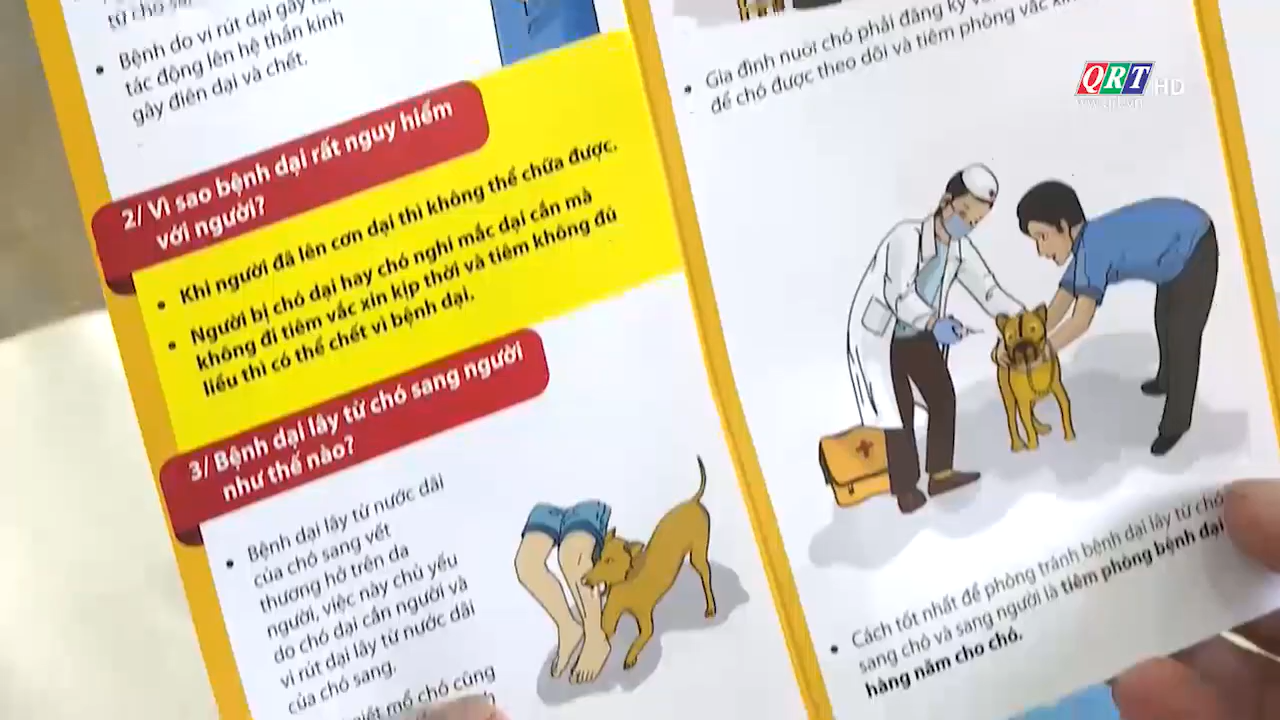 từ chó
Bệnh do vi rút dại gây
tác động lên hệ thần kinh
gây điên dại và chết.
2/ Vì sao bệnh dại rất nguy hiểm
với người?
Khi người đã lên cơn dại thì không thể chữa được.
Người bị chó dại hay chó nghi mắc dại cắn mà
không đi tiêm vắc xin kịp thời và tiêm không đủ
liều thì có thể chết vì bệnh dại.
3/ Bệnh dại lây từ chó sang người
như thế nào?
Bệnh dại lây từ nước dãi
của chó sang vết
thương hở trên da
người, việc này chủ yếu
do chó dại cắn người và
vi rút dại lây từ nước dãi
của chó sang.
mổ chó cũng
Gia đình nuôi chó phải đăng ký
để chó được theo dõi và tiêm phòng vắc xin
Cách tốt nhất để phòng tránh bệnh dại lây từ chó
sang chó và sang người là tiêm phòng bệnh dại
hàng năm cho chó.
QRT HD
www.qrt.vn